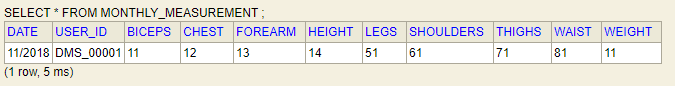 SELECT * FROM MONTHLY_MEASUREMENT ;
DATE USER_ID BICEPS CHEST FOREARM HEIGHT LEGS SHOULDERS THIGHS WAIST WEIGHT
11/2018 DMS_00001 11 12 13 14 51 61 71 81 11
(1 row, 5 ms)